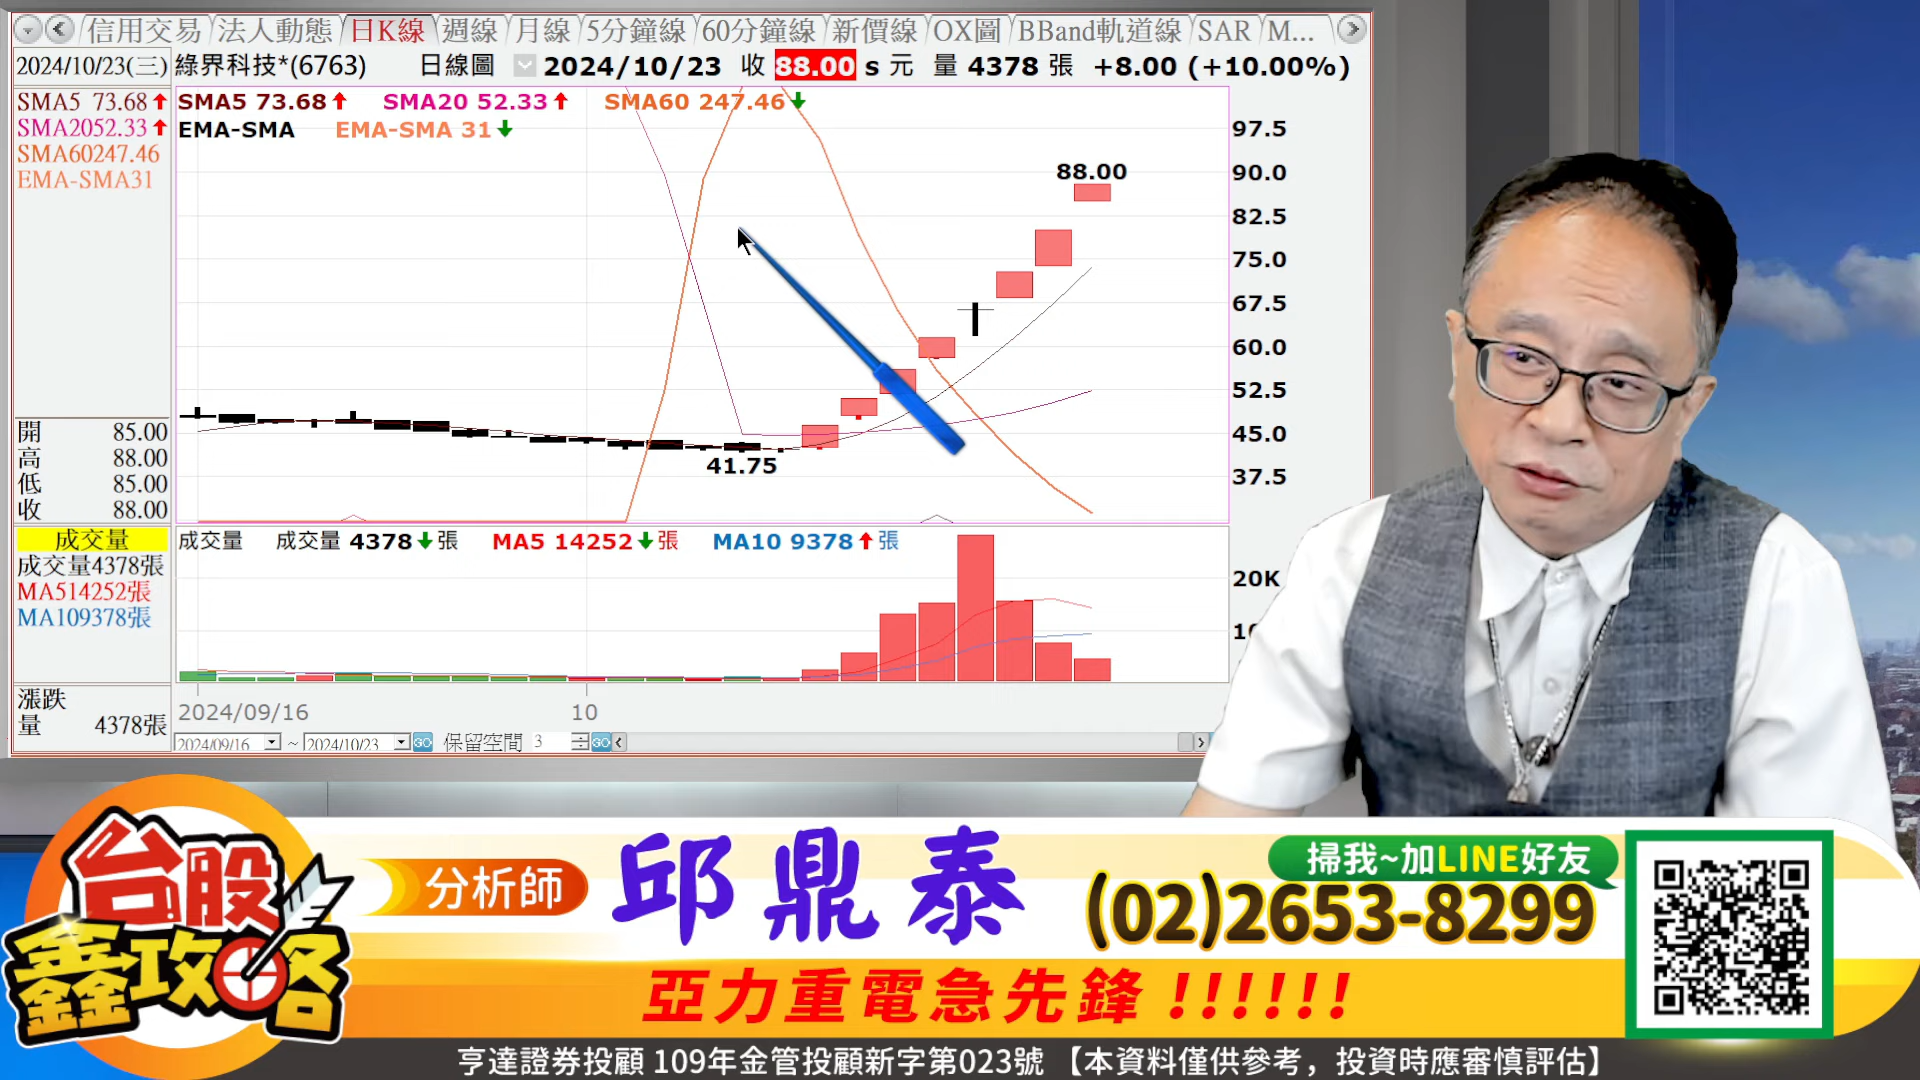 信用交易 法人動態 日K線 週線 月線 5分鐘線 60分鐘線 新價線 OX圖 BBand軌道線 SAR M...
2024/10/23(三) 綠界科技*(6763) 日線圖 2024/10/23 收 88.00 s 元 量 4378 張 +8.00 (+10.00%)
SMA5 73.68
SMA2052.33
SMA60247.46
EMA-SMA31
SMA5 73.68 SMA20 52.33 SMA60 247.46
EMA-SMA EMA-SMA 31
97.5
88.00
90.0
82.5
75.0
67.5
60.0
52.5
45.0
37.5
41.75
開 85.00
高 88.00
低 85.00
收 88.00
成交量
成交量4378張
MA514252張
MA109378張
成交量 成交量 4378 張 MA5 14252 張 MA10 9378 張
20K
漲跌
量 4378張
2024/09/16 10
2024/09/16 ~ 2024/10/23 GO 保留空間 3 GO
台股
鑫攻略
分析師
邱鼎泰
掃我~加LINE好友
(02)2653-8299
亞力重電急先鋒!!!!!!
亨達證券投顧 109年金管投顧新字第023號 【本資料僅供參考，投資時應審慎評估】